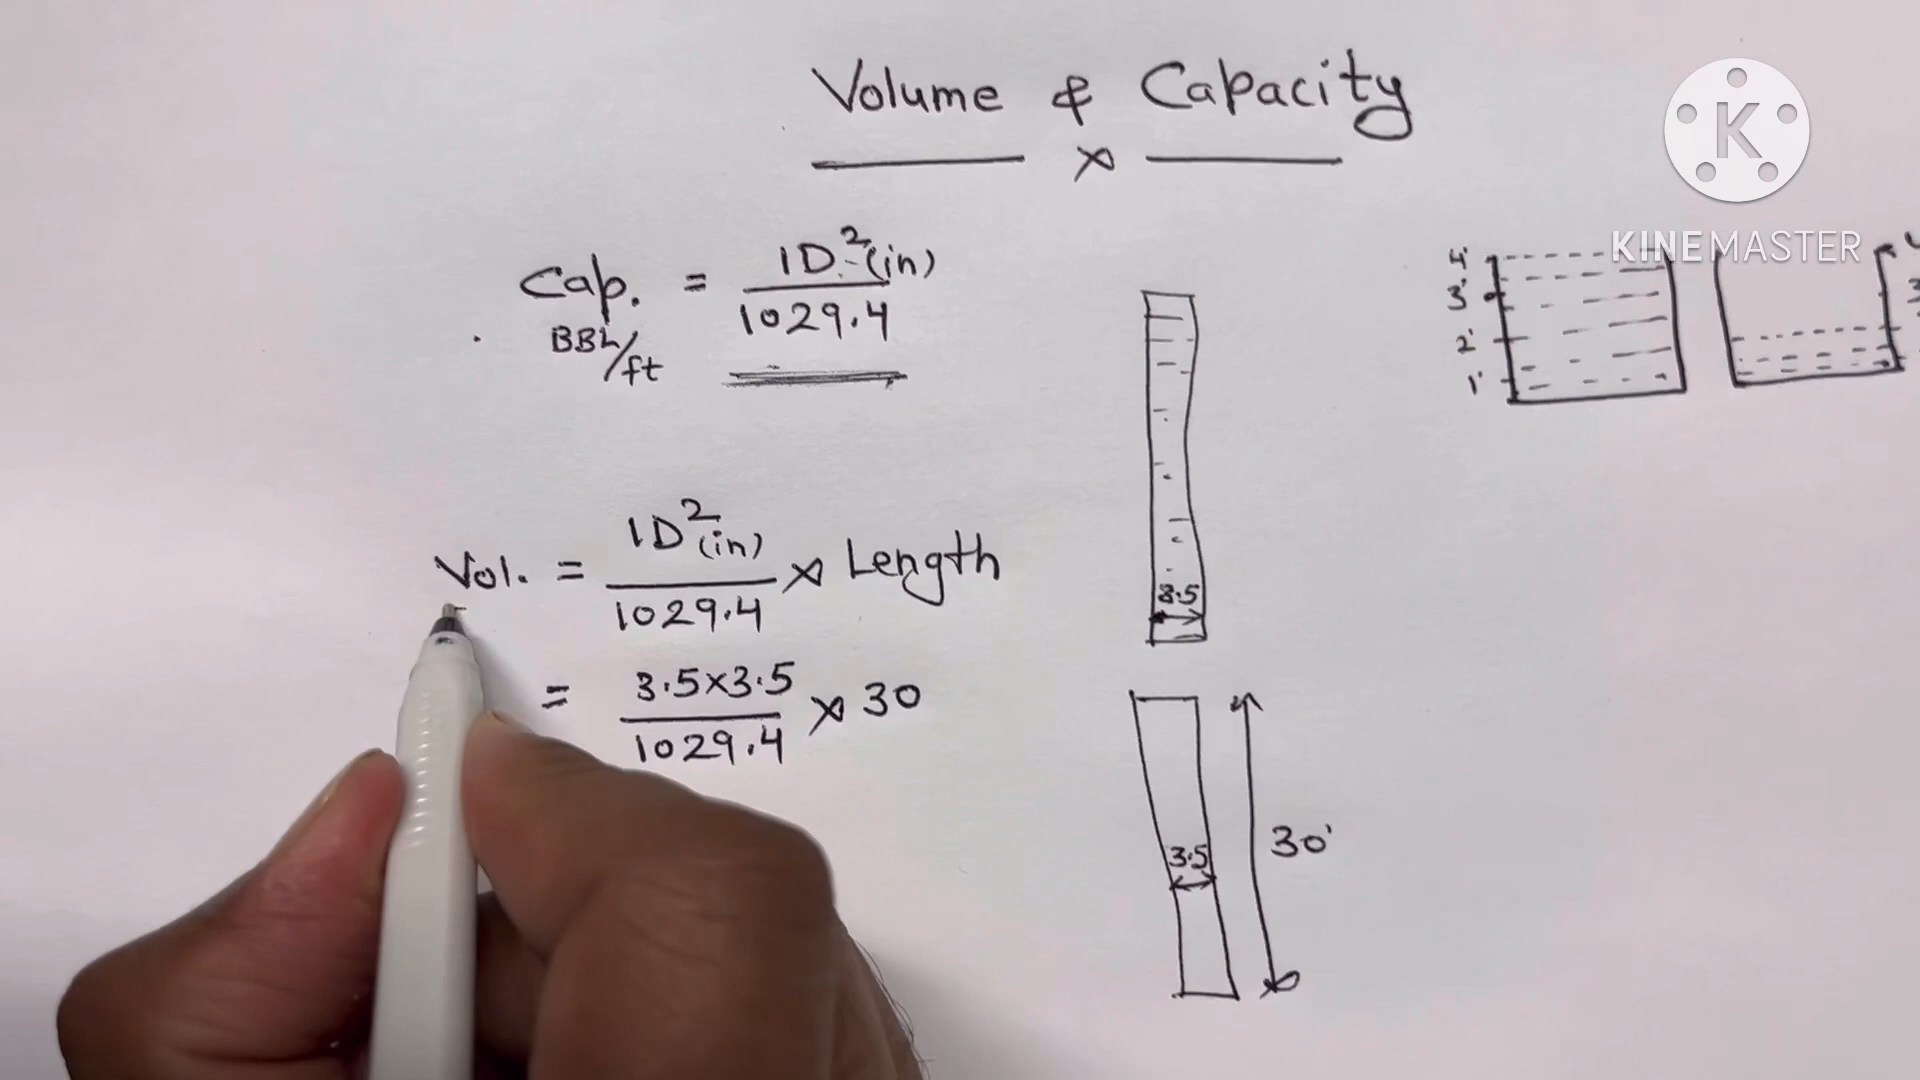 Volume & Capacity
x
Cap. BBL/ft = ID²(in) / 1029.4
Vol. = ID²(in) / 1029.4 × Length
= 3.5×3.5 / 1029.4 × 30
3.5
3.5
30'
4'
3'
2'
1'
K
KINEMASTER